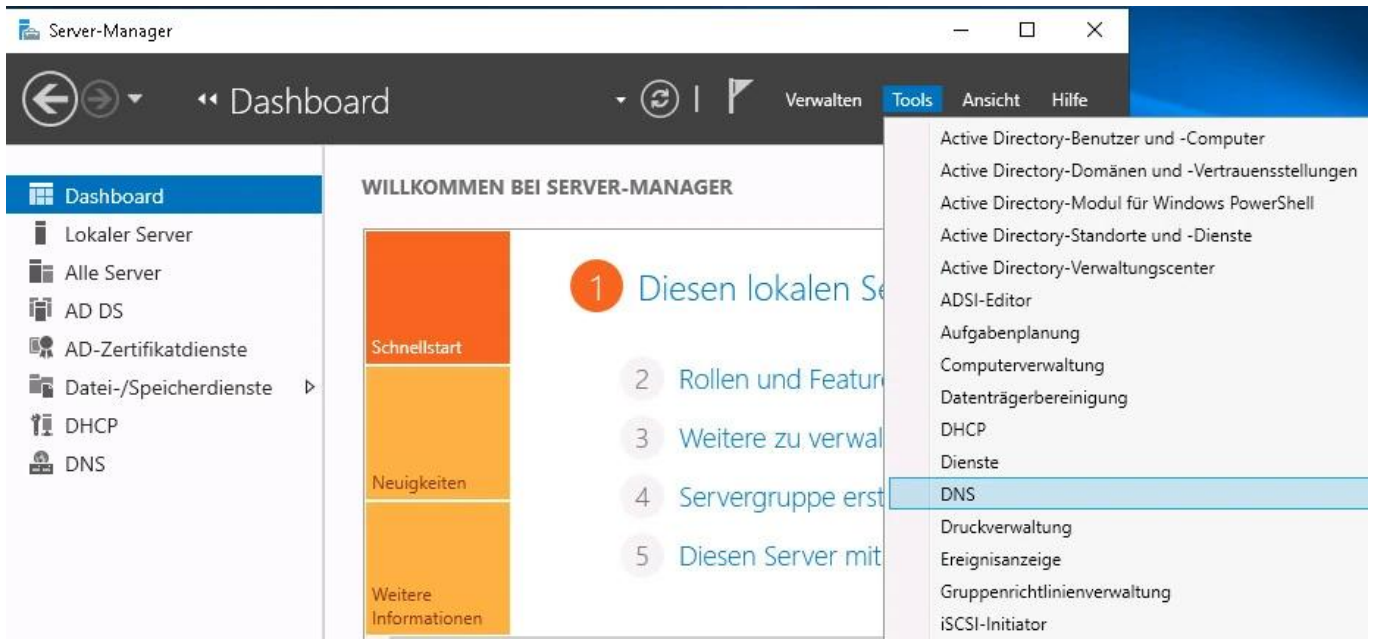 Server-Manager
Dashboard
Verwalten Tools Ansicht Hilfe
Dashboard
Lokaler Server
Alle Server
AD DS
AD-Zertifikatdienste
Datei-/Speicherdienste
DHCP
DNS
WILLKOMMEN BEI SERVER-MANAGER
Schnellstart
Neuigkeiten
Weitere
Informationen
1 Diesen lokalen Se
2 Rollen und Featur
3 Weitere zu verwal
4 Servergruppe erst
5 Diesen Server mit
Active Directory-Benutzer und -Computer
Active Directory-Domänen und -Vertrauensstellungen
Active Directory-Modul für Windows PowerShell
Active Directory-Standorte und -Dienste
Active Directory-Verwaltungscenter
ADSI-Editor
Aufgabenplanung
Computerverwaltung
Datenträgerbereinigung
DHCP
Dienste
DNS
Druckverwaltung
Ereignisanzeige
Gruppenrichtlinienverwaltung
iSCSI-Initiator